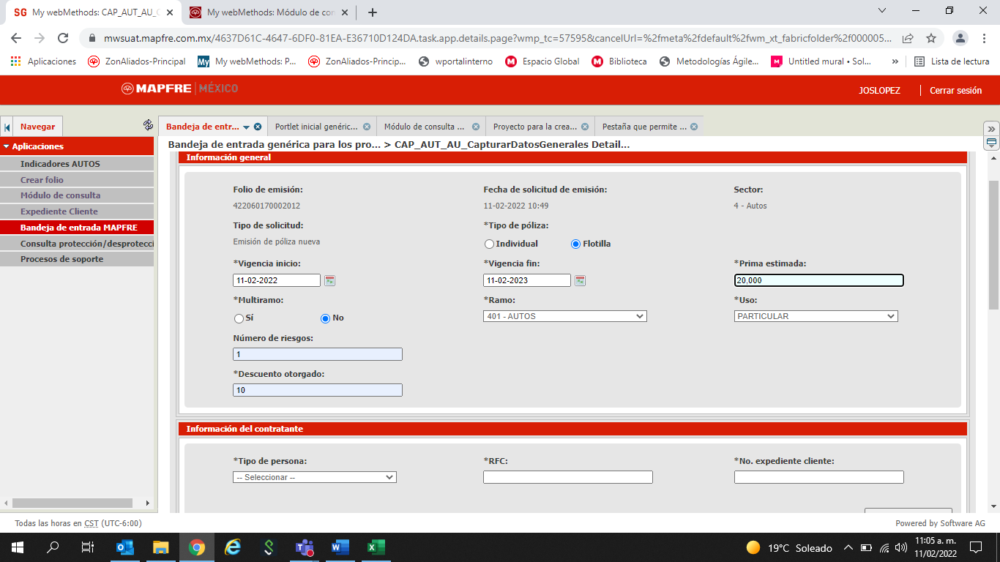 SG My webMethods: CAP_AUT_AU_C
My webMethods: Módulo de con
mwsuat.mapfre.com.mx/4637D61C-4647-6DF0-81EA-E36710D124DA.task.app.details.page?wmp_tc=57595&cancelUrl=%2fmeta%2fdefault%2fwm_xt_fabricfolder%2f000005...
Aplicaciones ZonAliados-Principal My My webMethods: P... ZonAliados-Princip... wportalinterno Espacio Global Biblioteca Metodologías Ágile... Untitled mural • Sol... » Lista de lectura
MAPFRE | MÉXICO JOSLOPEZ Cerrar sesión
Navegar Bandeja de entr... Portlet inicial genéric... Módulo de consulta ... Proyecto para la crea... Pestaña que permite ...
Aplicaciones
Indicadores AUTOS
Crear folio
Módulo de consulta
Expediente Cliente
Bandeja de entrada MAPFRE
Consulta protección/desprotecci
Procesos de soporte
Bandeja de entrada genérica para los pro... > CAP_AUT_AU_CapturarDatosGenerales Detail...
Información general
Folio de emisión: Fecha de solicitud de emisión: Sector:
422060170002012 11-02-2022 10:49 4 - Autos
Tipo de solicitud: *Tipo de póliza:
Emisión de póliza nueva Individual Flotilla
*Vigencia inicio: *Vigencia fin: *Prima estimada:
11-02-2022 11-02-2023 20,000
*Multiramo: *Ramo: *Uso:
Sí No 401 - AUTOS PARTICULAR
Número de riesgos:
1
*Descuento otorgado:
10
Información del contratante
*Tipo de persona: *RFC: *No. expediente cliente:
-- Seleccionar --
Todas las horas en CST (UTC-6:00) Powered by Software AG
19°C Soleado 11:05 a. m.
11/02/2022